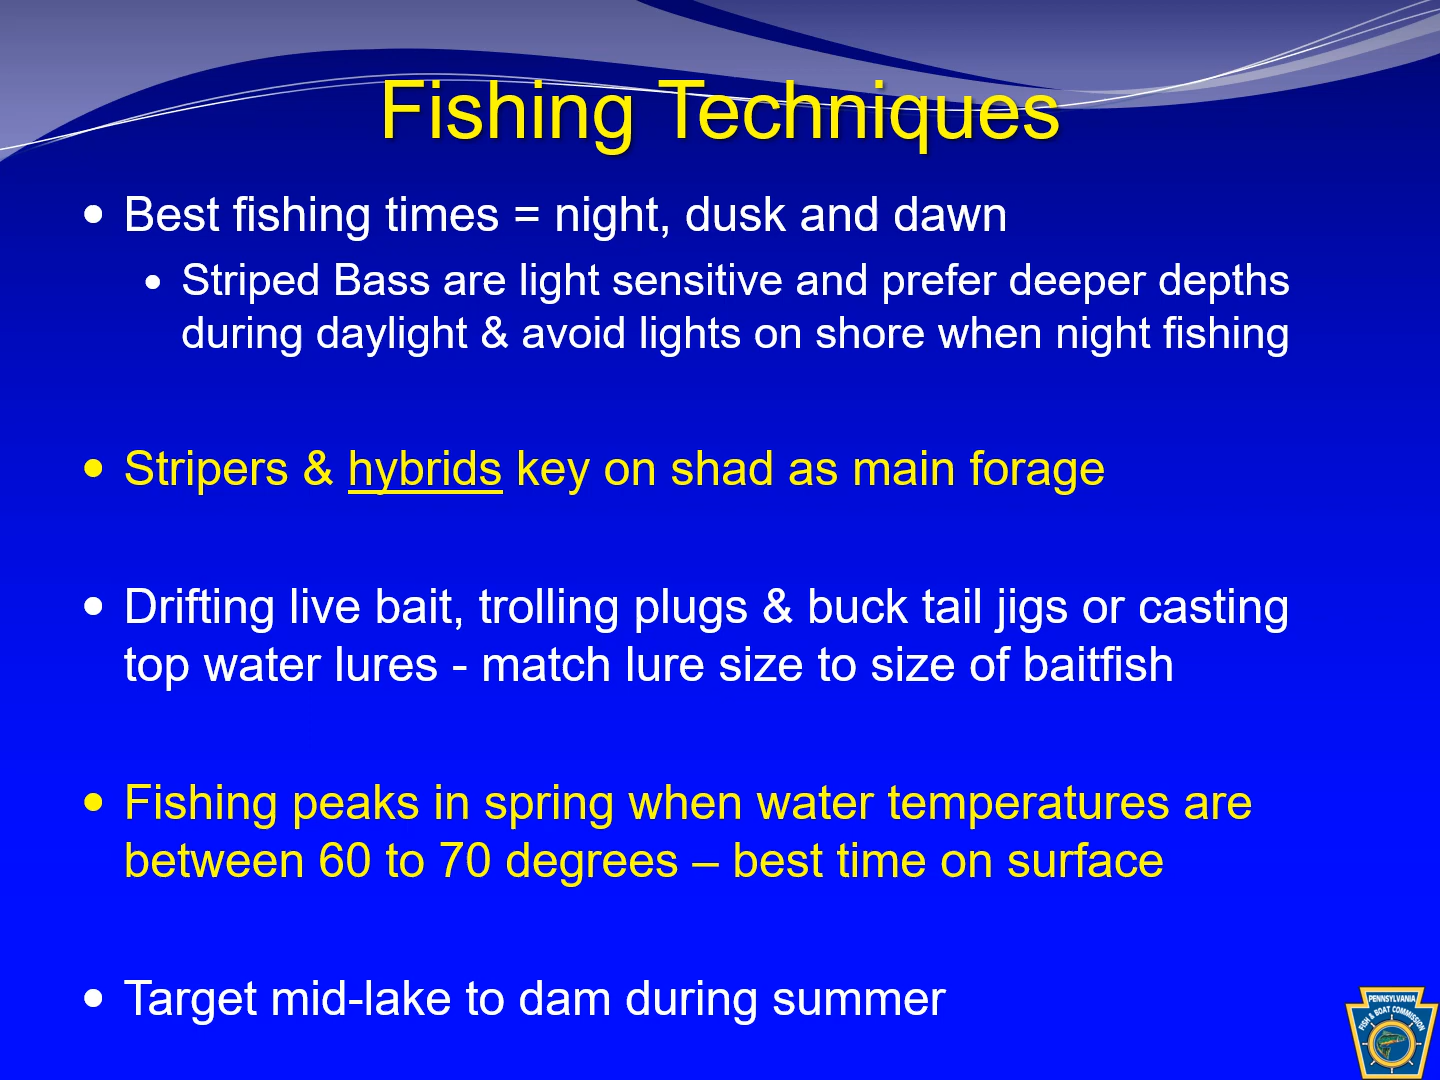 Fishing Techniques
• Best fishing times = night, dusk and dawn
• Striped Bass are light sensitive and prefer deeper depths
during daylight & avoid lights on shore when night fishing
• Stripers & hybrids key on shad as main forage
• Drifting live bait, trolling plugs & buck tail jigs or casting
top water lures - match lure size to size of baitfish
• Fishing peaks in spring when water temperatures are
between 60 to 70 degrees – best time on surface
• Target mid-lake to dam during summer
PENNSYLVANIA
FISH & BOAT COMMISSION